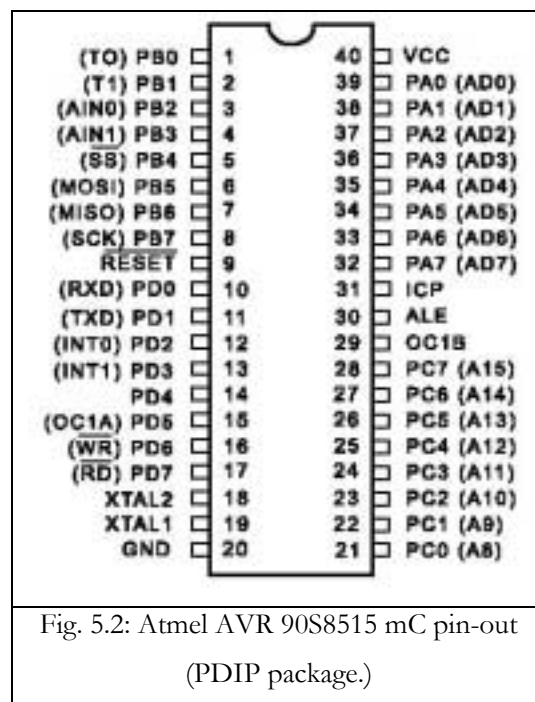 (TO) PB0 1 40 VCC
(T1) PB1 2 39 PA0 (AD0)
(AIN0) PB2 3 38 PA1 (AD1)
(AIN1) PB3 4 37 PA2 (AD2)
(SS) PB4 5 36 PA3 (AD3)
(MOSI) PB5 6 35 PA4 (AD4)
(MISO) PB6 7 34 PA5 (AD5)
(SCK) PB7 8 33 PA6 (AD6)
RESET 9 32 PA7 (AD7)
(RXD) PD0 10 31 ICP
(TXD) PD1 11 30 ALE
(INT0) PD2 12 29 OC1B
(INT1) PD3 13 28 PC7 (A15)
PD4 14 27 PC6 (A14)
(OC1A) PD5 15 26 PC5 (A13)
(WR) PD6 16 25 PC4 (A12)
(RD) PD7 17 24 PC3 (A11)
XTAL2 18 23 PC2 (A10)
XTAL1 19 22 PC1 (A9)
GND 20 21 PC0 (A8)
Fig. 5.2: Atmel AVR 90S8515 mC pin-out
(PDIP package.)